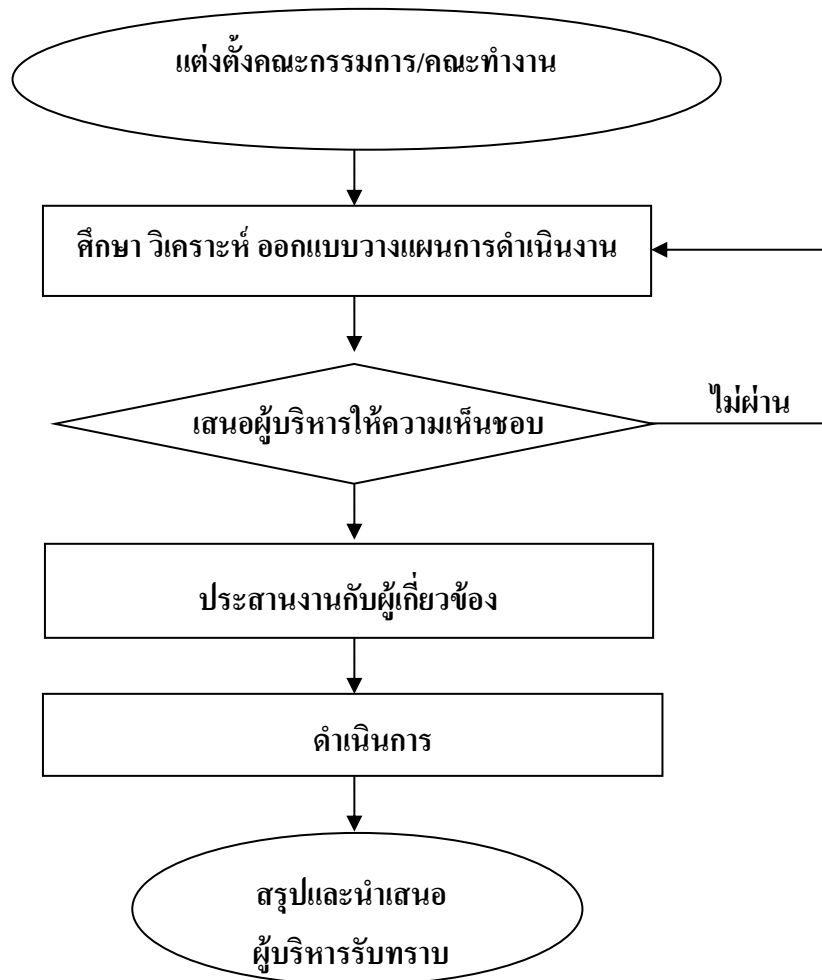 แต่งตั้งคณะกรรมการ/คณะทำงาน
ศึกษา วิเคราะห์ ออกแบบวางแผนการดำเนินงาน
เสนอผู้บริหารให้ความเห็นชอบ
ไม่ผ่าน
ประสานงานกับผู้เกี่ยวข้อง
ดำเนินการ
สรุปและนำเสนอ
ผู้บริหารรับทราบ